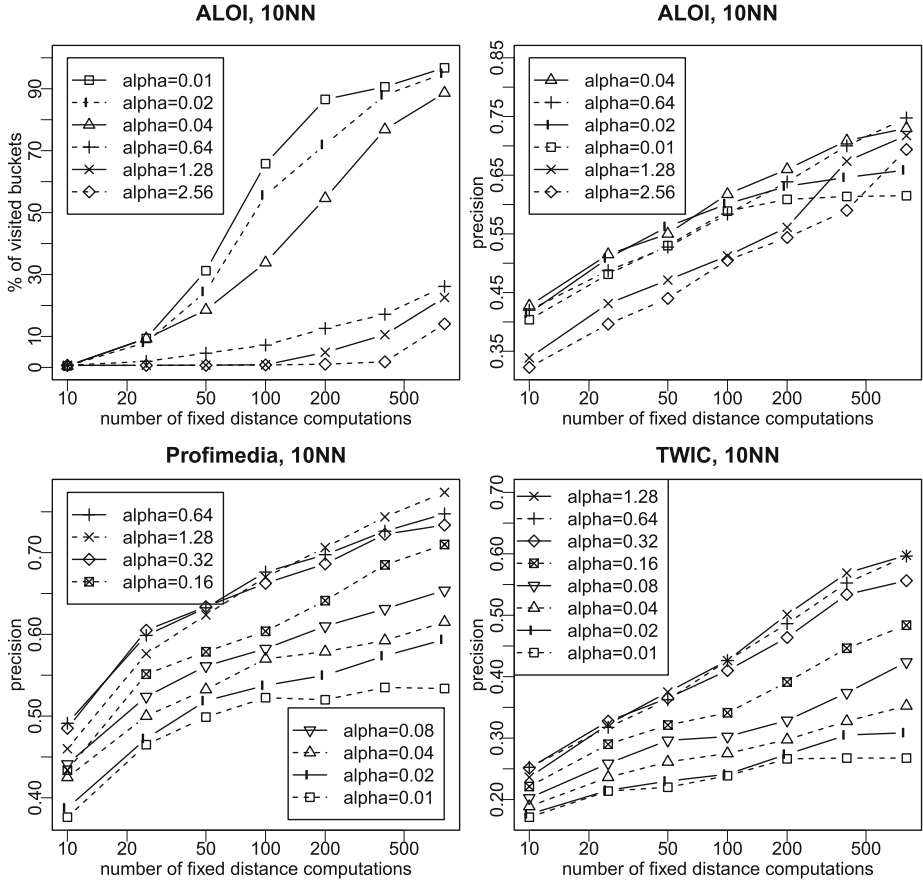 ALOI, 10NN
% of visited buckets
0 10 30 50 70 90
alpha=0.01
alpha=0.02
alpha=0.04
alpha=0.64
alpha=1.28
alpha=2.56
10 20 50 100 200 500
number of fixed distance computations
ALOI, 10NN
precision
0.35 0.45 0.55 0.65 0.75 0.85
alpha=0.04
alpha=0.64
alpha=0.02
alpha=0.01
alpha=1.28
alpha=2.56
10 20 50 100 200 500
number of fixed distance computations
Profimedia, 10NN
precision
0.40 0.50 0.60 0.70
alpha=0.64
alpha=1.28
alpha=0.32
alpha=0.16
alpha=0.08
alpha=0.04
alpha=0.02
alpha=0.01
10 20 50 100 200 500
number of fixed distance computations
TWIC, 10NN
precision
0.20 0.30 0.40 0.50 0.60 0.70
alpha=1.28
alpha=0.64
alpha=0.32
alpha=0.16
alpha=0.08
alpha=0.04
alpha=0.02
alpha=0.01
10 20 50 100 200 500
number of fixed distance computations